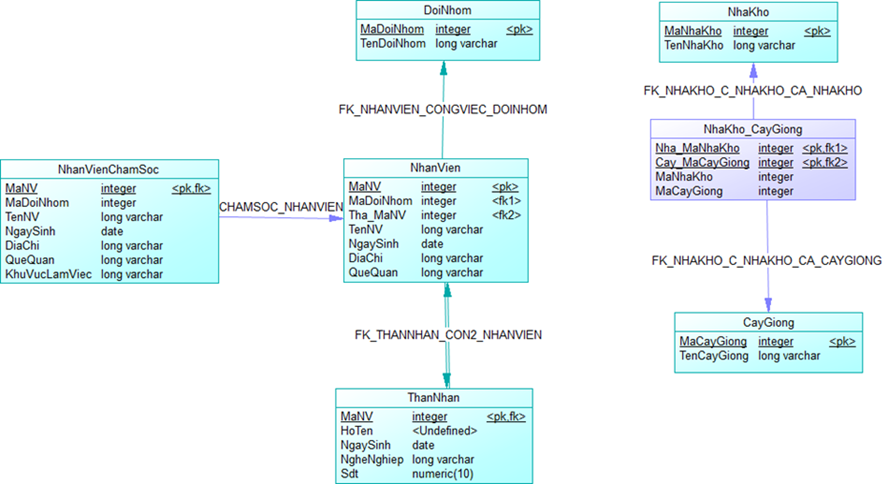 DoiNhom
MaDoiNhom integer <pk>
TenDoiNhom long varchar
NhaKho
MaNhaKho integer <pk>
TenNhaKho long varchar
FK_NHANVIEN_CONGVIEC_DOINHOM
FK_NHAKHO_C_NHAKHO_CA_NHAKHO
NhaKho_CayGiong
Nha_MaNhaKho integer <pk,fk1>
Cay_MaCayGiong integer <pk,fk2>
MaNhaKho integer
MaCayGiong integer
NhanVienChamSoc
MaNV integer <pk,fk>
MaDoiNhom integer
TenNV long varchar
NgaySinh date
DiaChi long varchar
QueQuan long varchar
KhuVucLamViec long varchar
CHAMSOC_NHANVIEN
NhanVien
MaNV integer <pk>
MaDoiNhom integer <fk1>
Tha_MaNV integer <fk2>
TenNV long varchar
NgaySinh date
DiaChi long varchar
QueQuan long varchar
FK_NHAKHO_C_NHAKHO_CA_CAYGIONG
CayGiong
MaCayGiong integer <pk>
TenCayGiong long varchar
FK_THANNHAN_CON2_NHANVIEN
ThanNhan
MaNV integer <pk,fk>
HoTen <Undefined>
NgaySinh date
NgheNghiep long varchar
Sdt numeric(10)